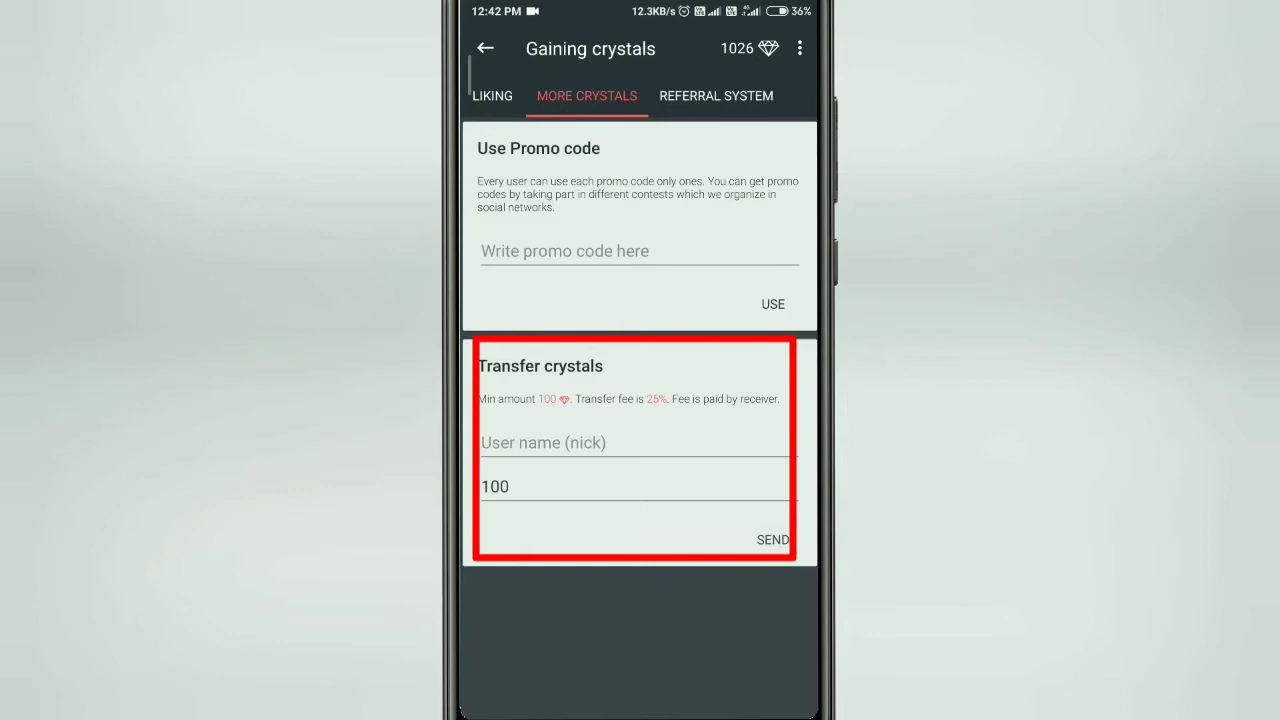 12:42 PM 12.3KB/s 4G 36%
Gaining crystals 1026
LIKING MORE CRYSTALS REFERRAL SYSTEM
Use Promo code
Every user can use each promo code only ones. You can get promo
codes by taking part in different contests which we organize in
social networks.
Write promo code here
USE
Transfer crystals
Min amount 100 . Transfer fee is 25%. Fee is paid by receiver.
User name (nick)
100
SEND